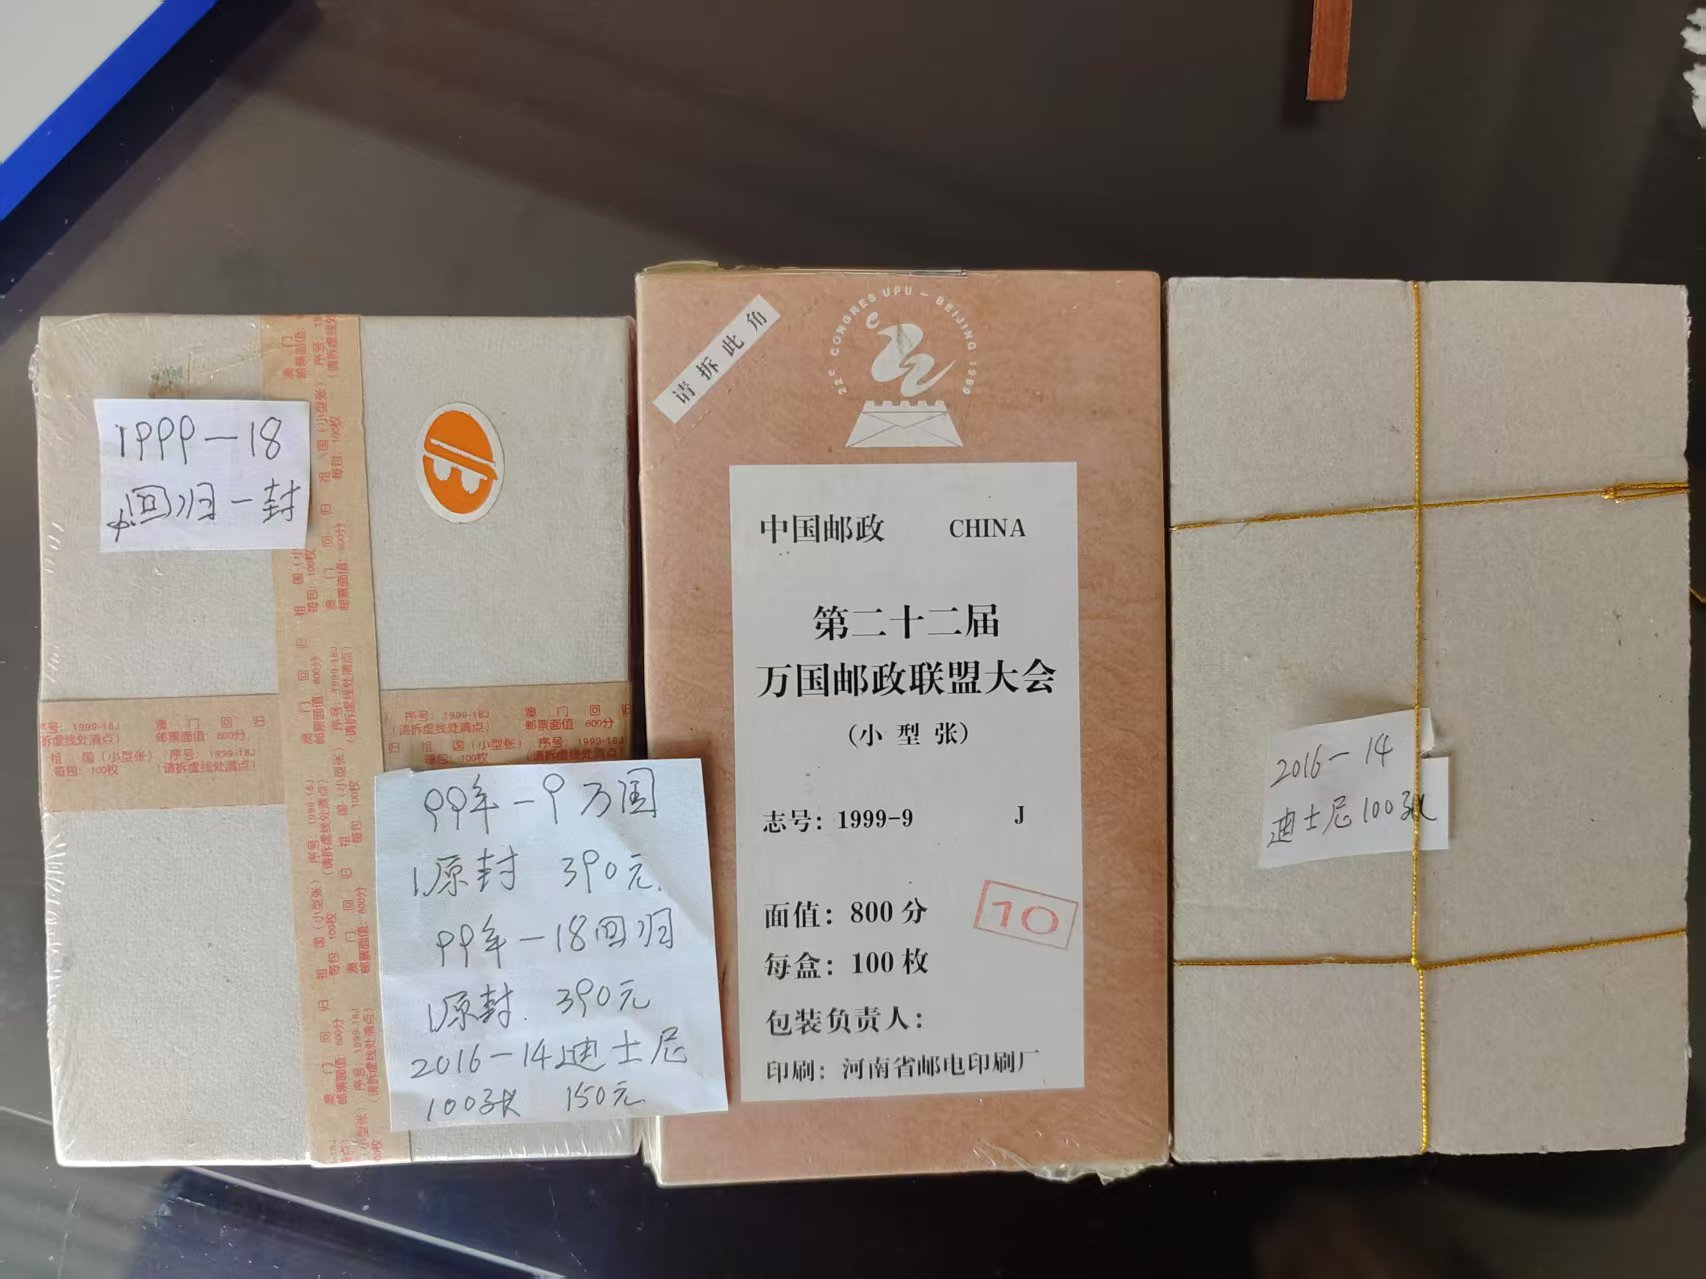 1999－18
回归一封
澳 门 回 归
祖 国（小型张） 序号：1999-18J
邮票面值 800分
每包：100枚 （请拆虚线处清点）
99年－9万国
1原封 390元
99年－18回归
1原封. 390元
2016－14迪士尼
100张 150元
请拆此角
22e CONGRES UPU - BEIJING 1999
中国邮政 CHINA
第二十二届
万国邮政联盟大会
（小 型 张）
志号：1999-9 J
面值：800分
10
每盒：100枚
包装负责人：
印刷：河南省邮电印刷厂
2016－14
迪士尼100张